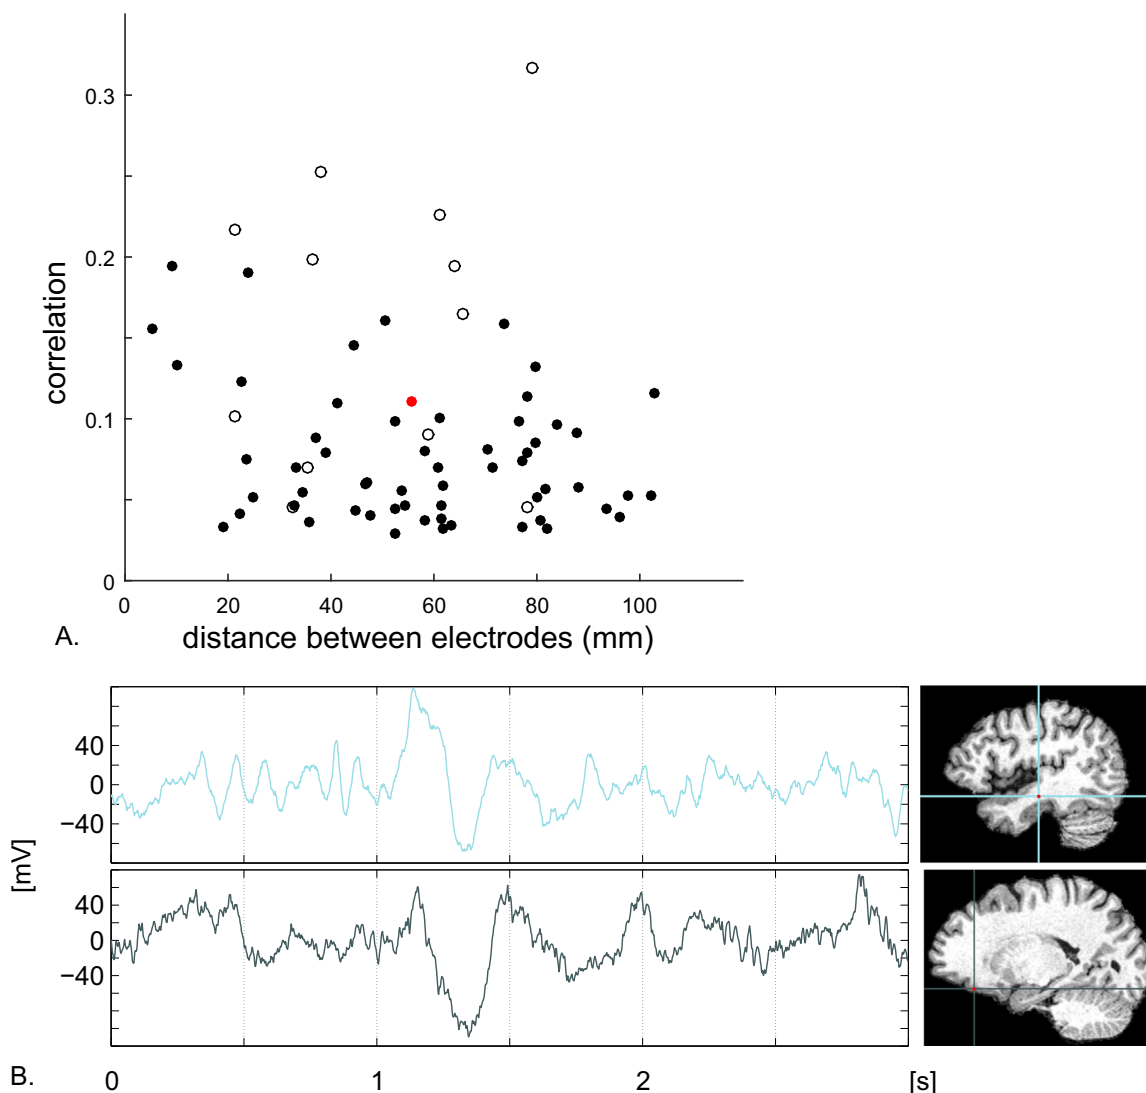 0.3
0.2
correlation
0.1
0
0 20 40 60 80 100
A. distance between electrodes (mm)
40
0
−40
[mV]
40
0
−40
B. 0 1 2 [s]